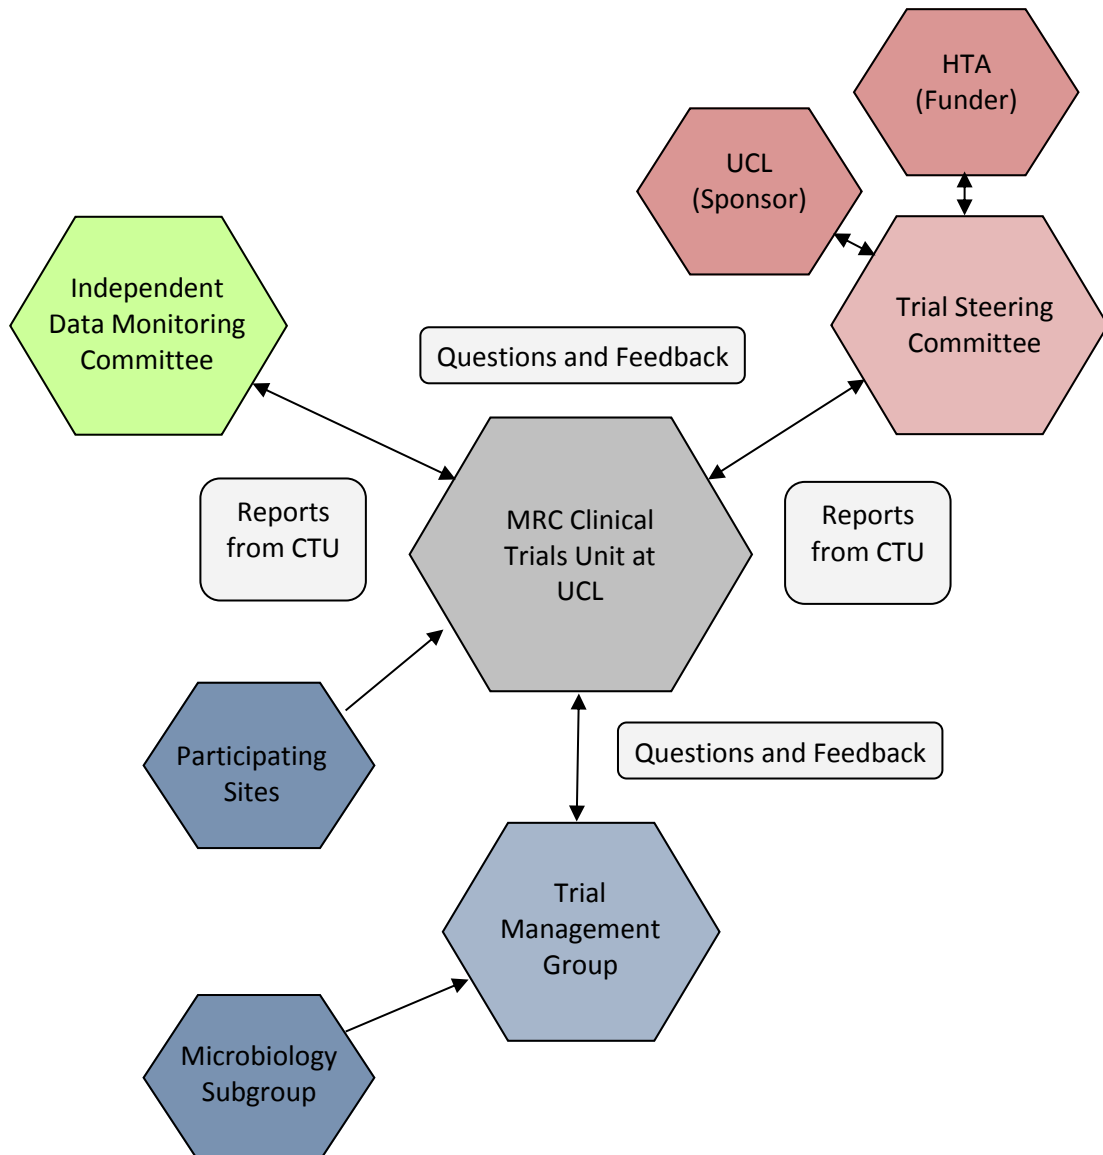 HTA
(Funder)
UCL
(Sponsor)
Independent
Data Monitoring
Committee
Trial Steering
Committee
Questions and Feedback
Reports
from CTU
MRC Clinical
Trials Unit at
UCL
Reports
from CTU
Participating
Sites
Questions and Feedback
Trial
Management
Group
Microbiology
Subgroup